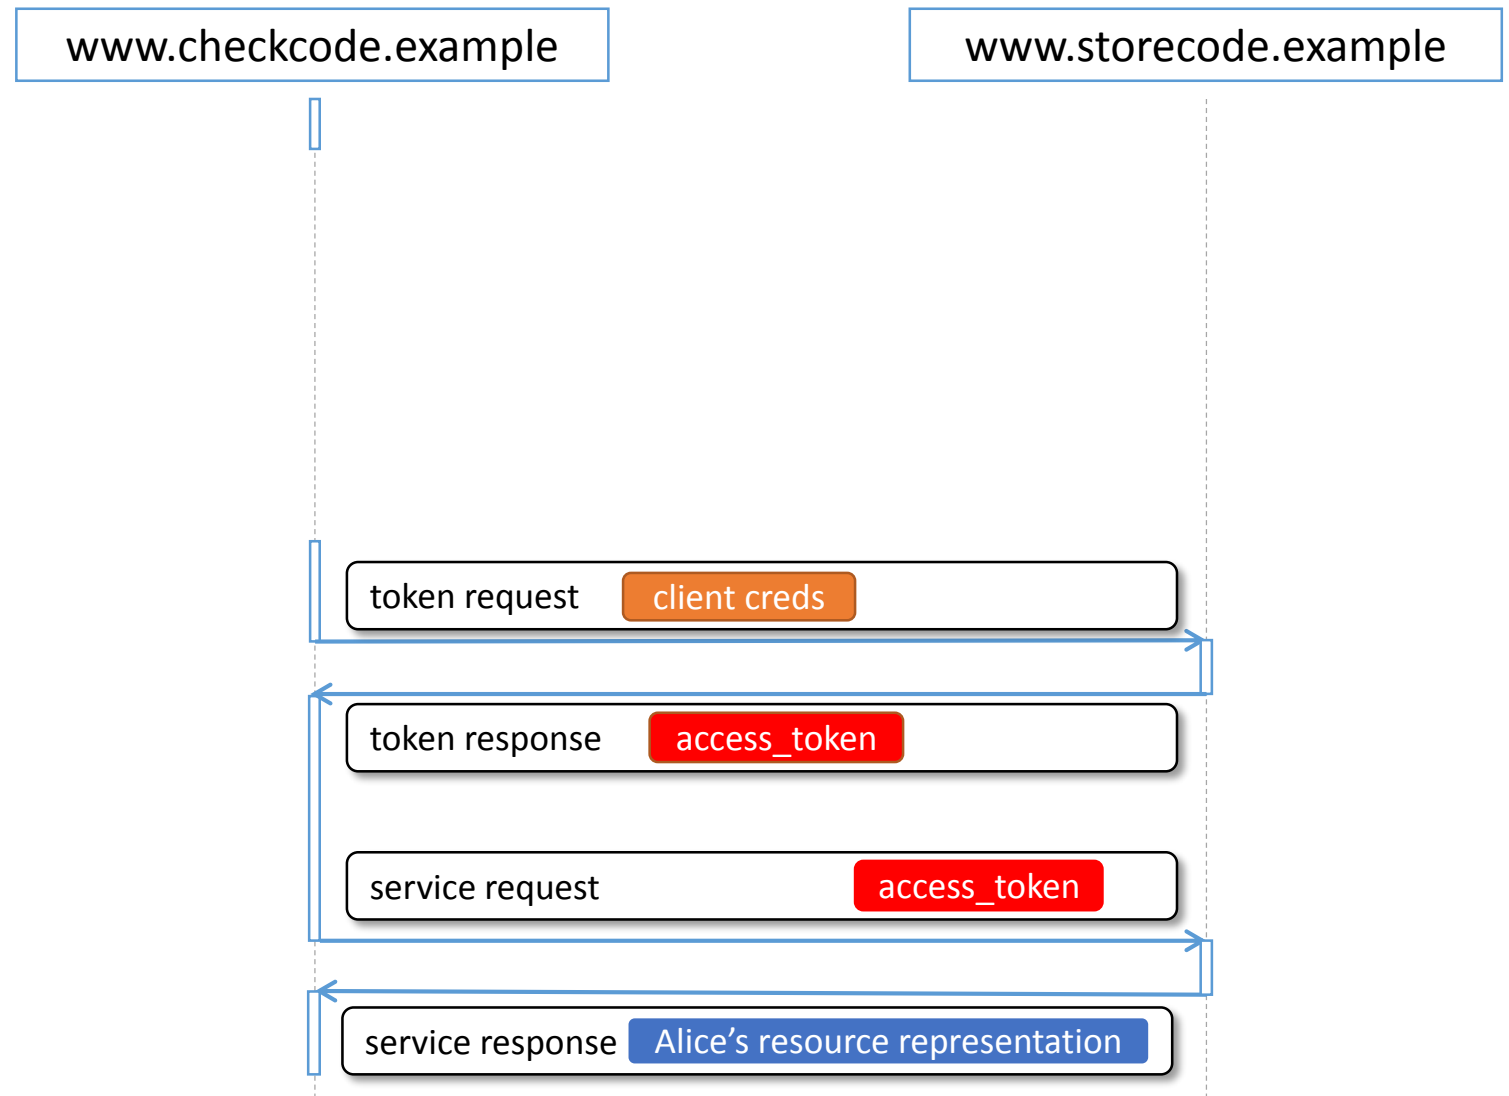 www.checkcode.example
www.storecode.example
token request
client creds
token response
access_token
service request
access_token
service response
Alice’s resource representation